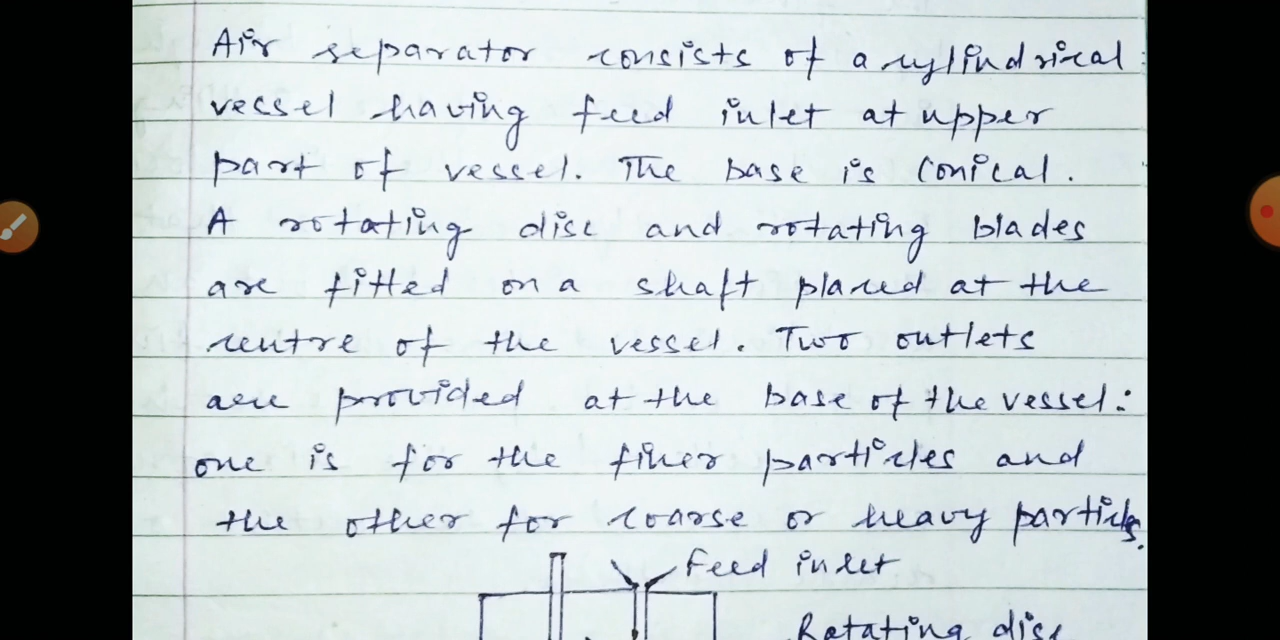 Air separator consists of a cylindrical
vessel having feed inlet at upper
part of vessel. The base is conical.
A rotating disc and rotating blades
are fitted on a shaft placed at the
centre of the vessel. Two outlets
are provided at the base of the vessel:
one is for the finer particles and
the other for coarse or heavy particles.
Feed inlet
Rotating disc